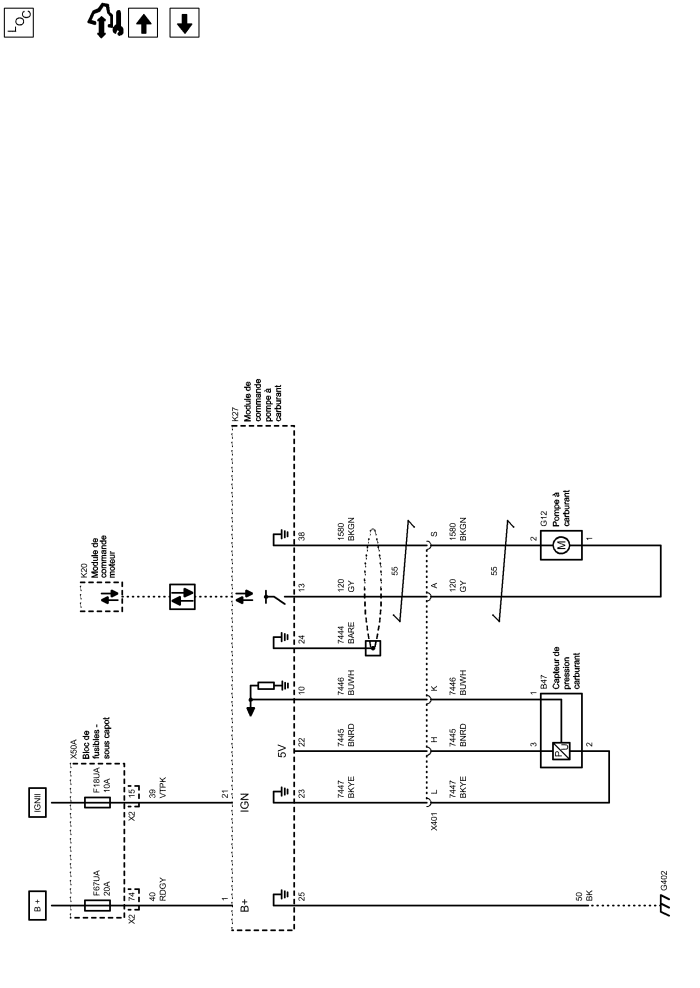 LOC
K20
Module de
commande
moteur
K27
Module de
commande
pompe à
carburant
X50A
Bloc de
fusibles -
sous capot
IGNII
F18UA
10A
B +
F67UA
20A
X2
15
39
VTPK
X2
74
40
RDGY
21
IGN
1
B+
5V
38
13
24
10
22
23
25
1580
BKGN
120
GY
7444
BARE
7446
BUWH
7445
BNRD
7447
BKYE
55
S
A
K
H
L
X401
1580
BKGN
120
GY
7446
BUWH
7445
BNRD
7447
BKYE
55
50
BK
G12
Pompe à
carburant
2
M
1
B47
Capteur de
pression
carburant
1
3
P
U
2
G402